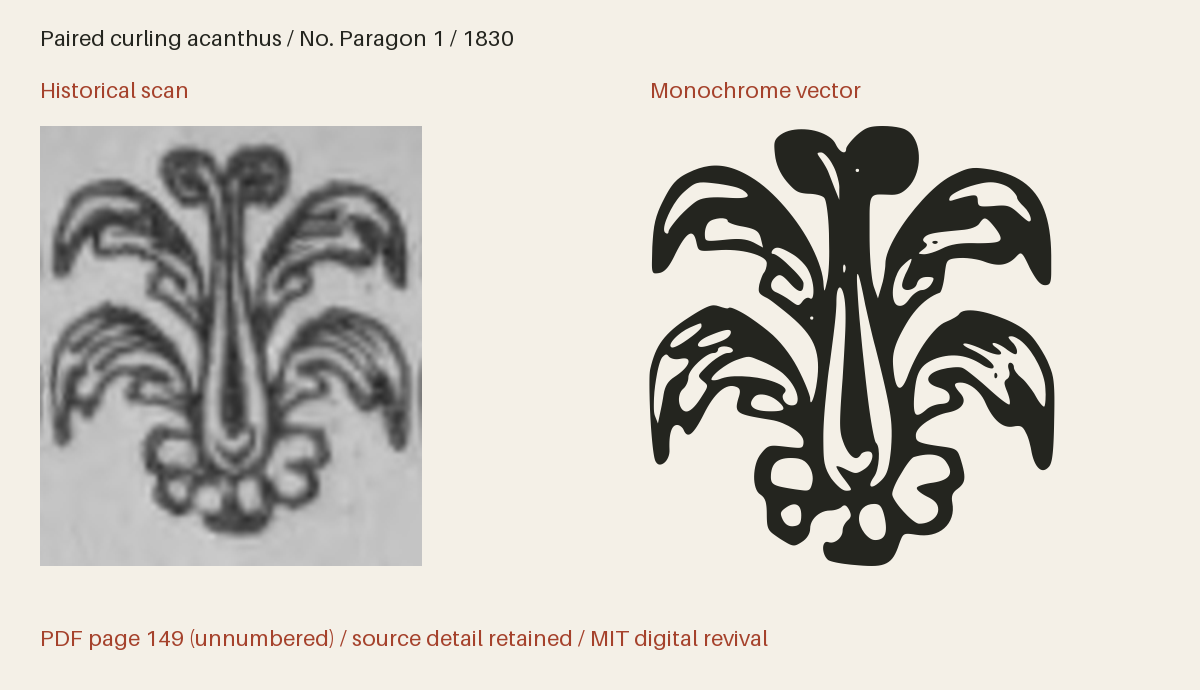 Paired curling acanthus / No. Paragon 1 / 1830
Historical scan
Monochrome vector
PDF page 149 (unnumbered) / source detail retained / MIT digital revival